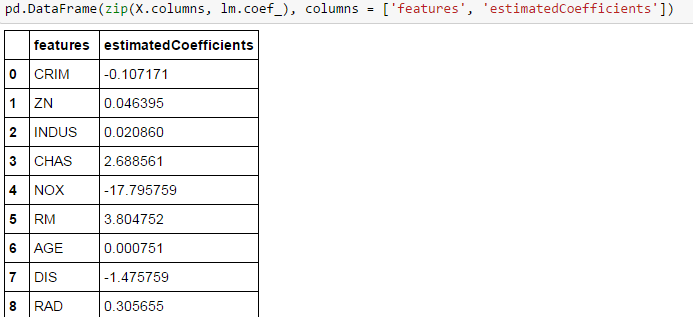 pd.DataFrame(zip(X.columns, lm.coef_), columns = ['features', 'estimatedCoefficients'])
features estimatedCoefficients
0 CRIM -0.107171
1 ZN 0.046395
2 INDUS 0.020860
3 CHAS 2.688561
4 NOX -17.795759
5 RM 3.804752
6 AGE 0.000751
7 DIS -1.475759
8 RAD 0.305655